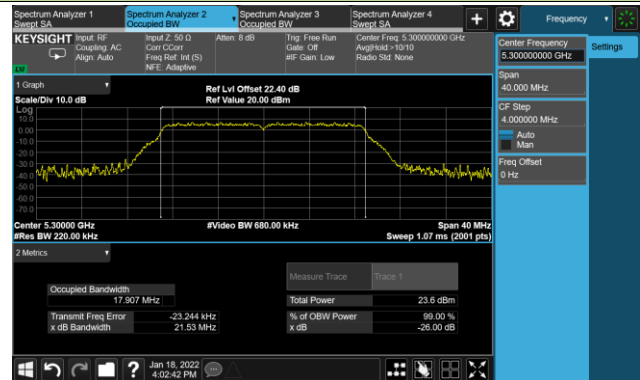 Spectrum Analyzer 1
Swept SA
Spectrum Analyzer 2
Occupied BW
Spectrum Analyzer 3
Occupied BW
Spectrum Analyzer 4
Swept SA
Frequency
KEYSIGHT
Input: RF
Coupling: AC
Align: Auto
Input Z: 50 Ω
Corr CCorr
Freq Ref: Int (S)
NFE: Adaptive
Atten: 8 dB
Trig: Free Run
Gate: Off
#IF Gain: Low
Center Freq: 5.300000000 GHz
Avg|Hold:>10/10
Radio Std: None
Center Frequency
5.300000000 GHz
Settings
Span
40.000 MHz
CF Step
4.000000 MHz
Auto
Man
Freq Offset
0 Hz
1 Graph
Scale/Div 10.0 dB
Ref Lvl Offset 22.40 dB
Ref Value 20.00 dBm
Log
10.0
0.00
-10.0
-20.0
-30.0
-40.0
-50.0
-60.0
-70.0
Center 5.30000 GHz
#Res BW 220.00 kHz
#Video BW 680.00 kHz
Span 40 MHz
Sweep 1.07 ms (2001 pts)
2 Metrics
Measure Trace
Trace 1
Occupied Bandwidth
17.907 MHz
Total Power
23.6 dBm
Transmit Freq Error
-23.244 kHz
% of OBW Power
99.00 %
x dB Bandwidth
21.53 MHz
x dB
-26.00 dB
?
Jan 18, 2022
4:02:42 PM